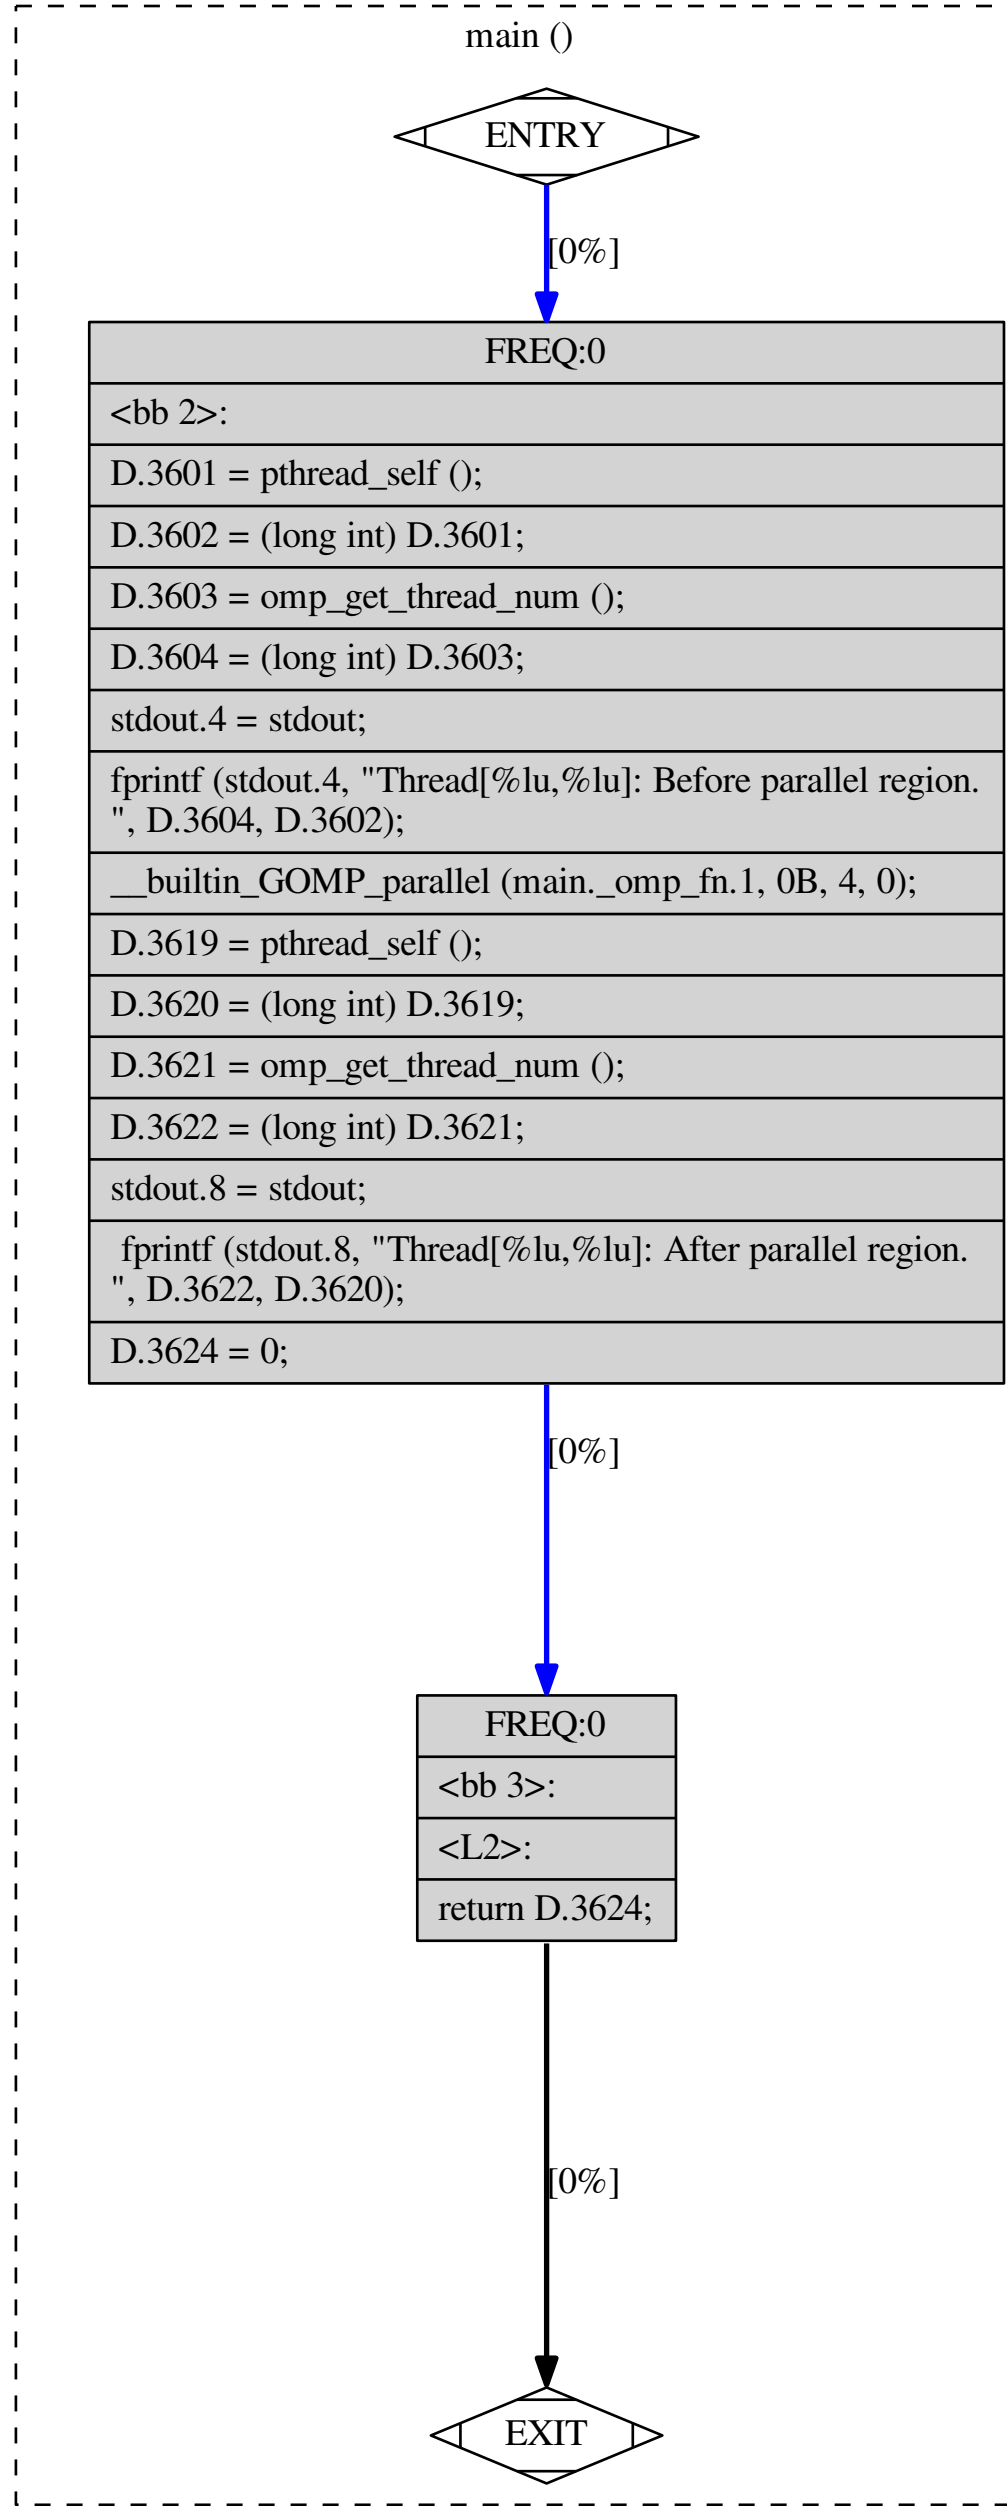 main ()
ENTRY
[0%]
FREQ:0
<bb 2>:
D.3601 = pthread_self ();
D.3602 = (long int) D.3601;
D.3603 = omp_get_thread_num ();
D.3604 = (long int) D.3603;
stdout.4 = stdout;
fprintf (stdout.4, "Thread[%lu,%lu]: Before parallel region.
", D.3604, D.3602);
__builtin_GOMP_parallel (main._omp_fn.1, 0B, 4, 0);
D.3619 = pthread_self ();
D.3620 = (long int) D.3619;
D.3621 = omp_get_thread_num ();
D.3622 = (long int) D.3621;
stdout.8 = stdout;
fprintf (stdout.8, "Thread[%lu,%lu]: After parallel region.
", D.3622, D.3620);
D.3624 = 0;
[0%]
FREQ:0
<bb 3>:
<L2>:
return D.3624;
[0%]
EXIT